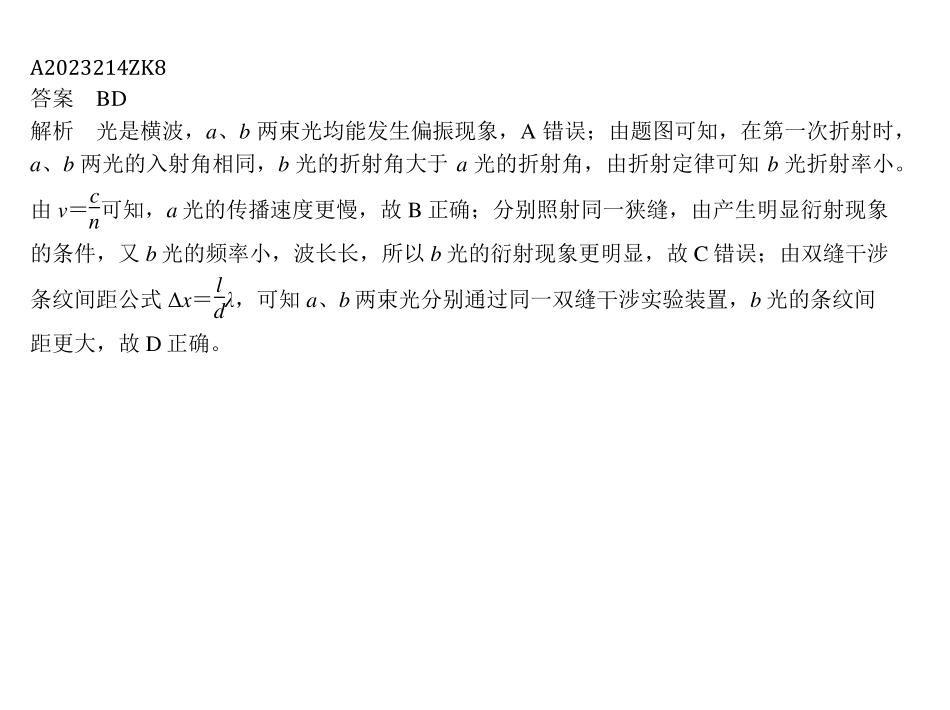 A2023214ZK8
答案 BD
解析 光是横波，a、b 两束光均能发生偏振现象，A 错误；由题图可知，在第一次折射时，
a、b 两光的入射角相同，b 光的折射角大于 a 光的折射角，由折射定律可知 b 光折射率小。
由 v=c/n可知，a 光的传播速度更慢，故 B 正确；分别照射同一狭缝，由产生明显衍射现象
的条件，又 b 光的频率小，波长长，所以 b 光的衍射现象更明显，故 C 错误；由双缝干涉
条纹间距公式 Δx=l/dλ，可知 a、b 两束光分别通过同一双缝干涉实验装置，b 光的条纹间
距更大，故 D 正确。